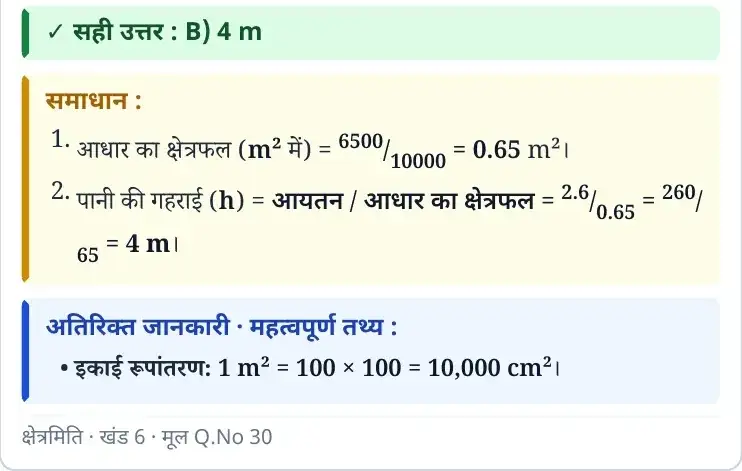 ✓ सही उत्तर : B) 4 m
समाधान :
1. आधार का क्षेत्रफल (m² में) = 6500/10000 = 0.65 m²।
2. पानी की गहराई (h) = आयतन / आधार का क्षेत्रफल = 2.6/0.65 = 260/
65 = 4 m।
अतिरिक्त जानकारी · महत्वपूर्ण तथ्य :
• इकाई रूपांतरण: 1 m² = 100 × 100 = 10,000 cm²।
क्षेत्रमिति · खंड 6 · मूल Q.No 30